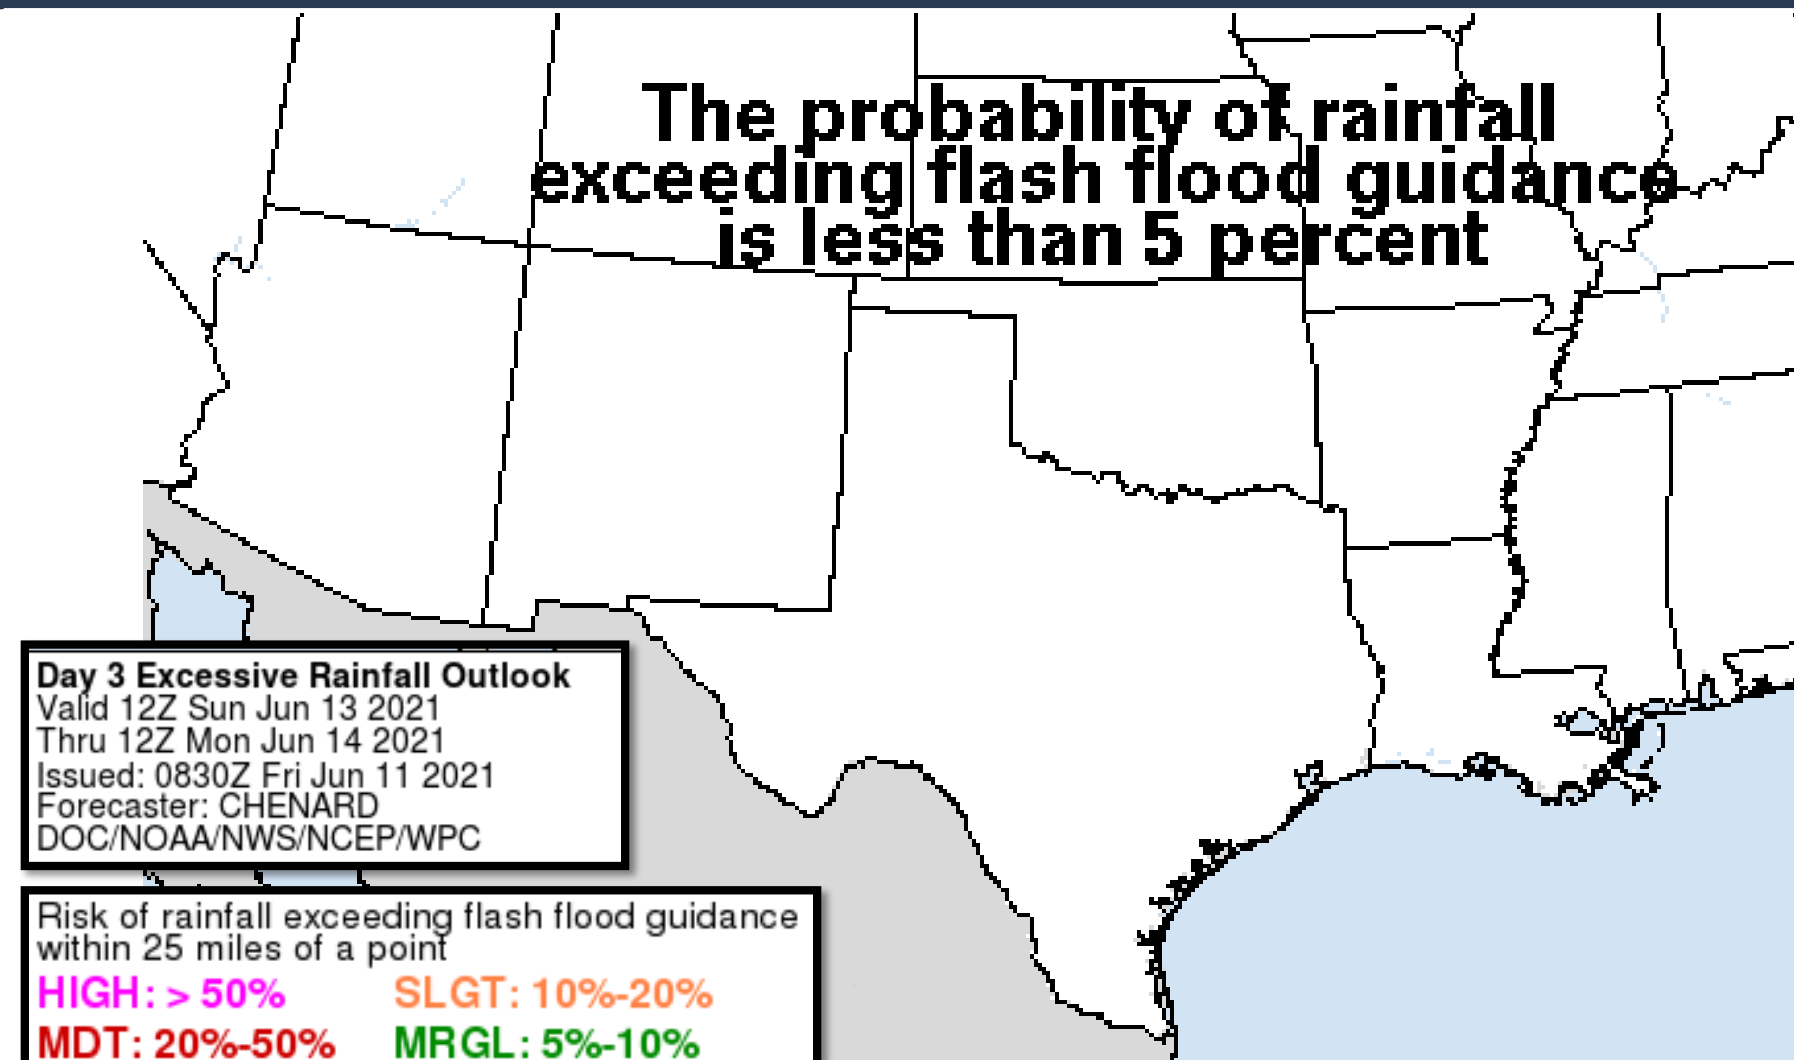 The probability of rainfall
exceeding flash flood guidance
is less than 5 percent
Day 3 Excessive Rainfall Outlook
Valid 12Z Sun Jun 13 2021
Thru 12Z Mon Jun 14 2021
Issued: 0830Z Fri Jun 11 2021
Forecaster: CHENARD
DOC/NOAA/NWS/NCEP/WPC
Risk of rainfall exceeding flash flood guidance
within 25 miles of a point
HIGH: > 50% SLGT: 10%-20%
MDT: 20%-50% MRGL: 5%-10%